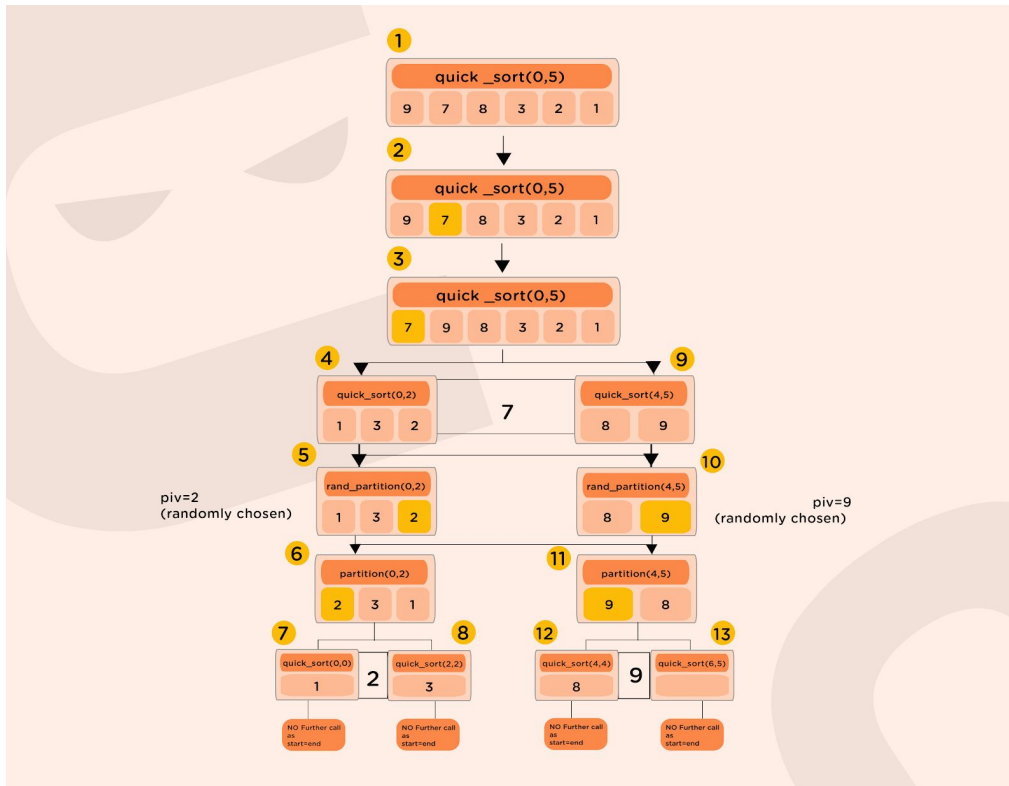 1
quick _sort(0,5)
9 7 8 3 2 1
2
quick _sort(0,5)
9 7 8 3 2 1
3
quick _sort(0,5)
7 9 8 3 2 1
4
quick_sort(0,2)
1 3 2
7
9
quick_sort(4,5)
8 9
5
rand_partition(0,2)
1 3 2
piv=2
(randomly chosen)
10
rand_partition(4,5)
8 9
piv=9
(randomly chosen)
6
partition(0,2)
2 3 1
11
partition(4,5)
9 8
7
quick_sort(0,0)
1
2
8
quick_sort(2,2)
3
12
quick_sort(4,4)
8
9
13
quick_sort(6,5)
NO Further call
as
start=end
NO Further call
as
start=end
NO Further call
as
start=end
NO Further call
as
start=end